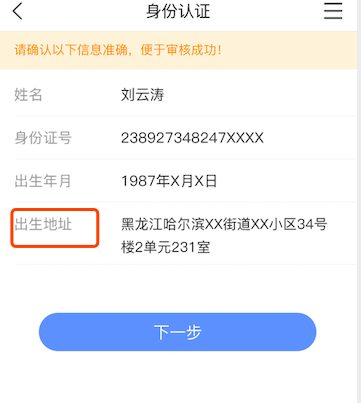 身份认证
请确认以下信息准确，便于审核成功！
姓名 刘云涛
身份证号 238927348247XXXX
出生年月 1987年X月X日
出生地址 黑龙江哈尔滨XX街道XX小区34号
楼2单元231室
下一步